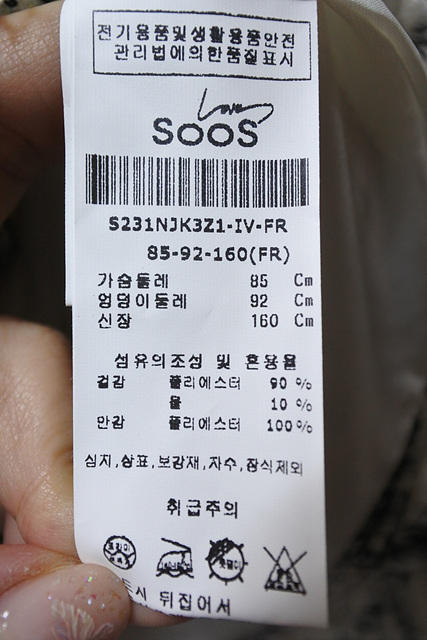 전기용품및생활용품안전
관리법에의한품질표시
Love
SOOS
S231NJK3Z1-IV-FR
85-92-160(FR)
가슴둘레 85 Cm
엉덩이둘레 92 Cm
신장 160 Cm
섬유의조성 및 혼용율
겉감 폴리에스터 90 %
울 10 %
안감 폴리에스터 100 %
심지,상표,보강재,자수,장식제외
취급주의
드라이
뒤집어서